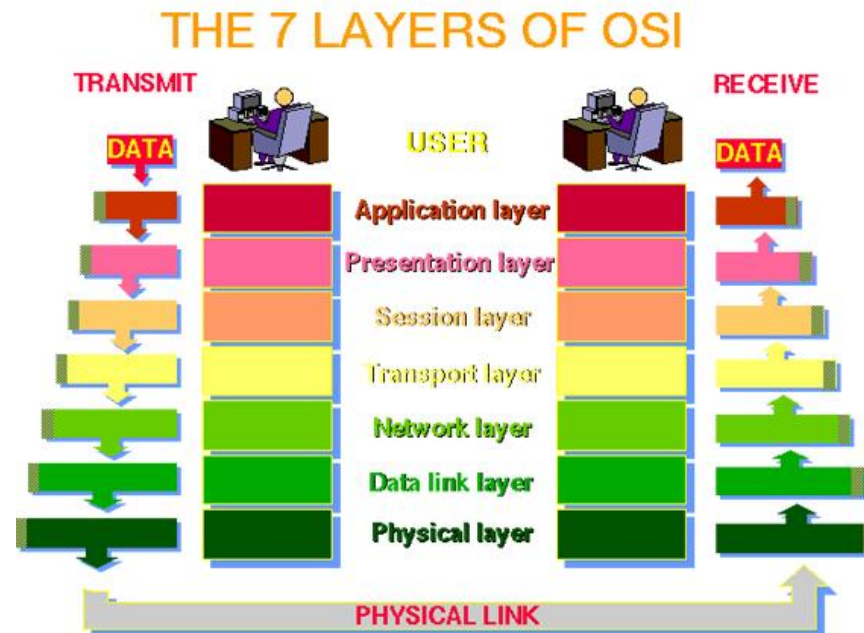 THE 7 LAYERS OF OSI
TRANSMIT
RECEIVE
DATA
USER
DATA
Application layer
Presentation layer
Session layer
Transport layer
Network layer
Data link layer
Physical layer
PHYSICAL LINK